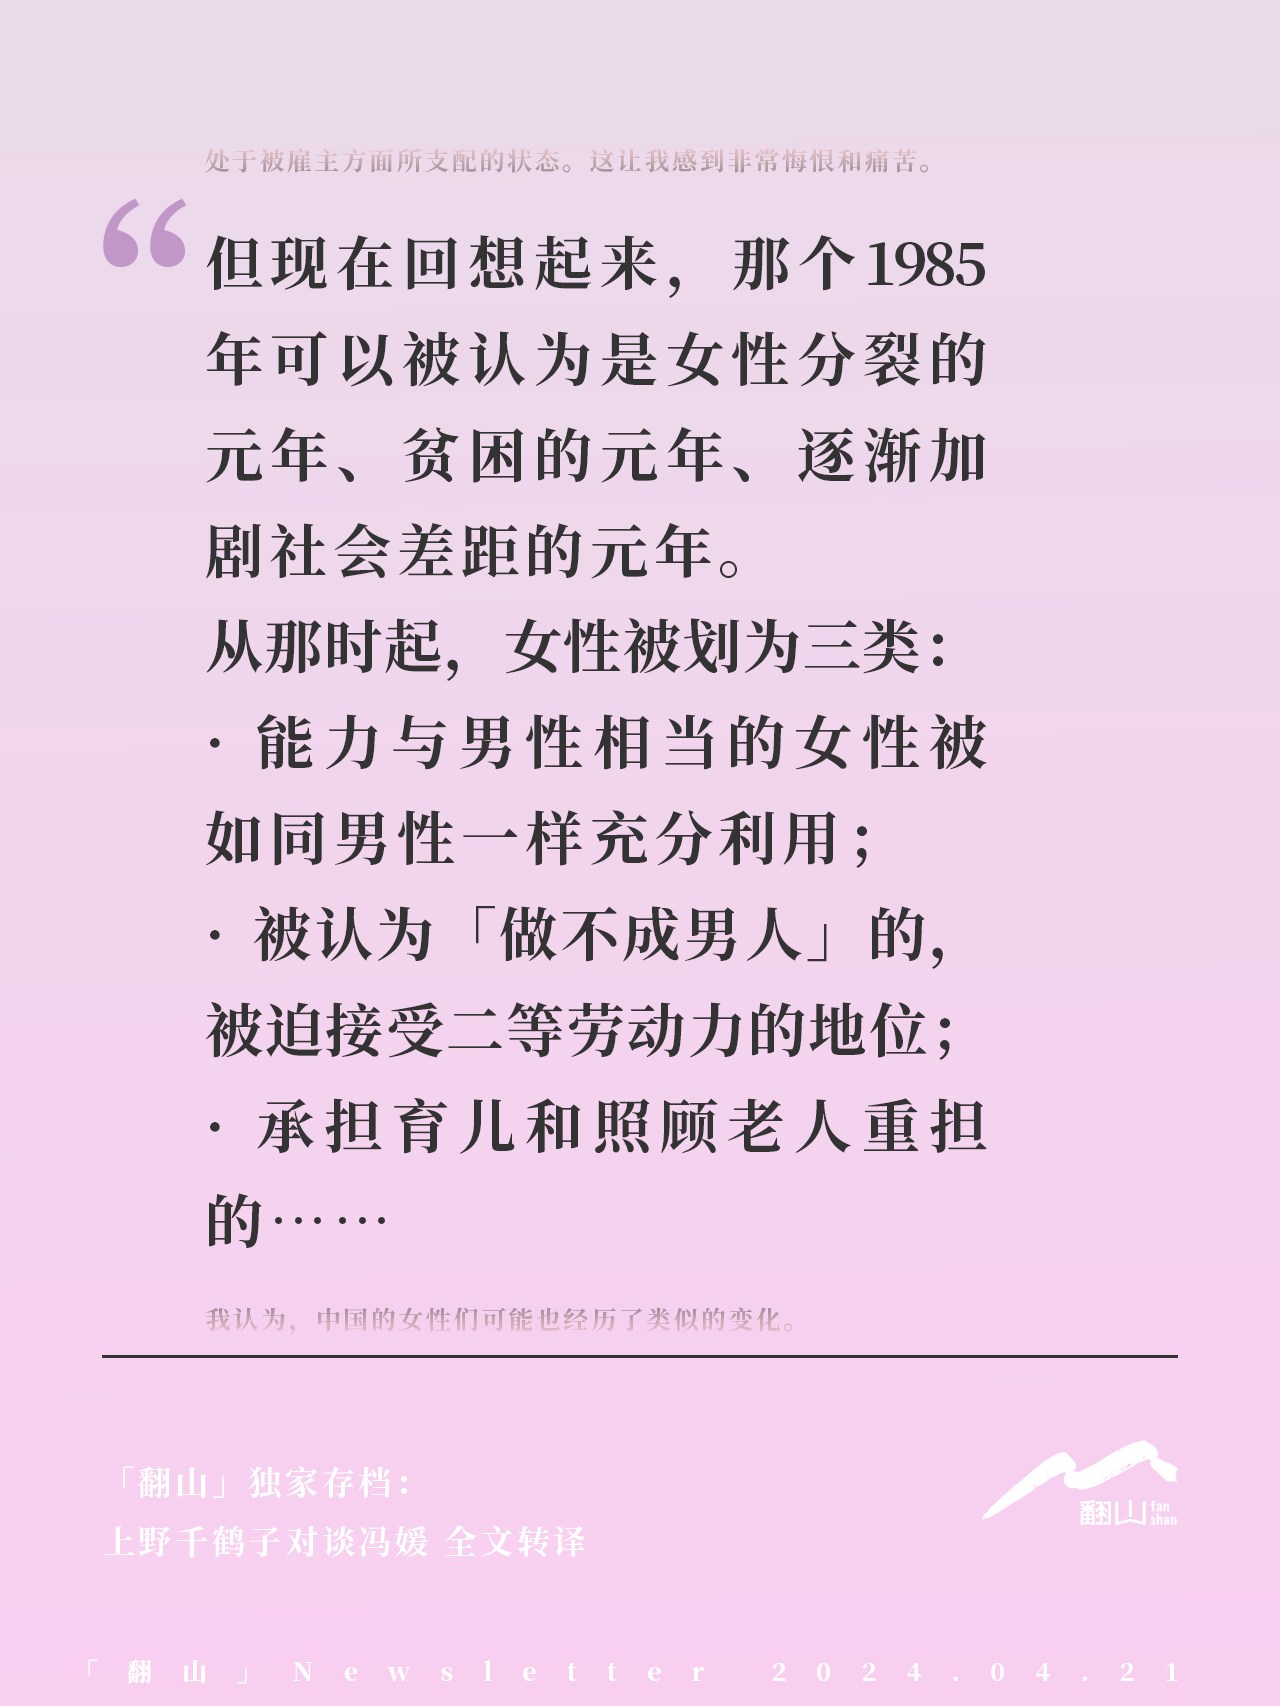 处于被雇主方面所支配的状态。这让我感到非常悔恨和痛苦。
“但现在回想起来，那个1985
年可以被认为是女性分裂的
元年、贫困的元年、逐渐加
剧社会差距的元年。
从那时起，女性被划为三类：
· 能力与男性相当的女性被
如同男性一样充分利用；
· 被认为「做不成男人」的，
被迫接受二等劳动力的地位；
· 承担育儿和照顾老人重担
的……
我认为，中国的女性们可能也经历了类似的变化。
「翻山」独家存档：
上野千鹤子对谈冯媛 全文转译
翻山 fan shan
「翻山」Newsletter 2024.04.21